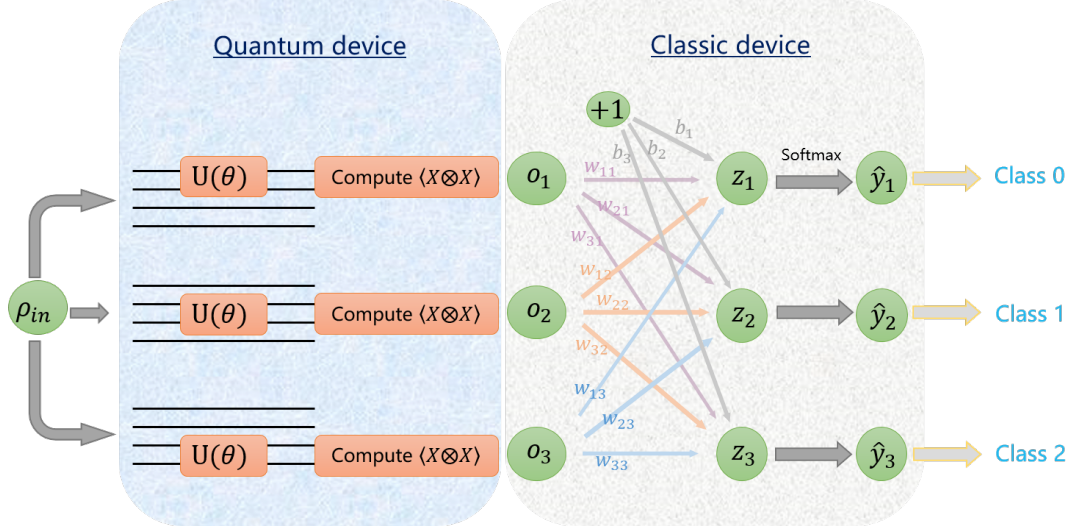 Quantum device
Classic device
+1
b₁
b₂
b₃
U(θ)
Compute ⟨X⊗X⟩
o₁
w₁₁
w₂₁
w₃₁
z₁
Softmax
ŷ₁
Class 0
ρᵢₙ
U(θ)
Compute ⟨X⊗X⟩
o₂
w₁₂
w₂₂
w₃₂
z₂
ŷ₂
Class 1
U(θ)
Compute ⟨X⊗X⟩
o₃
w₁₃
w₂₃
w₃₃
z₃
ŷ₃
Class 2